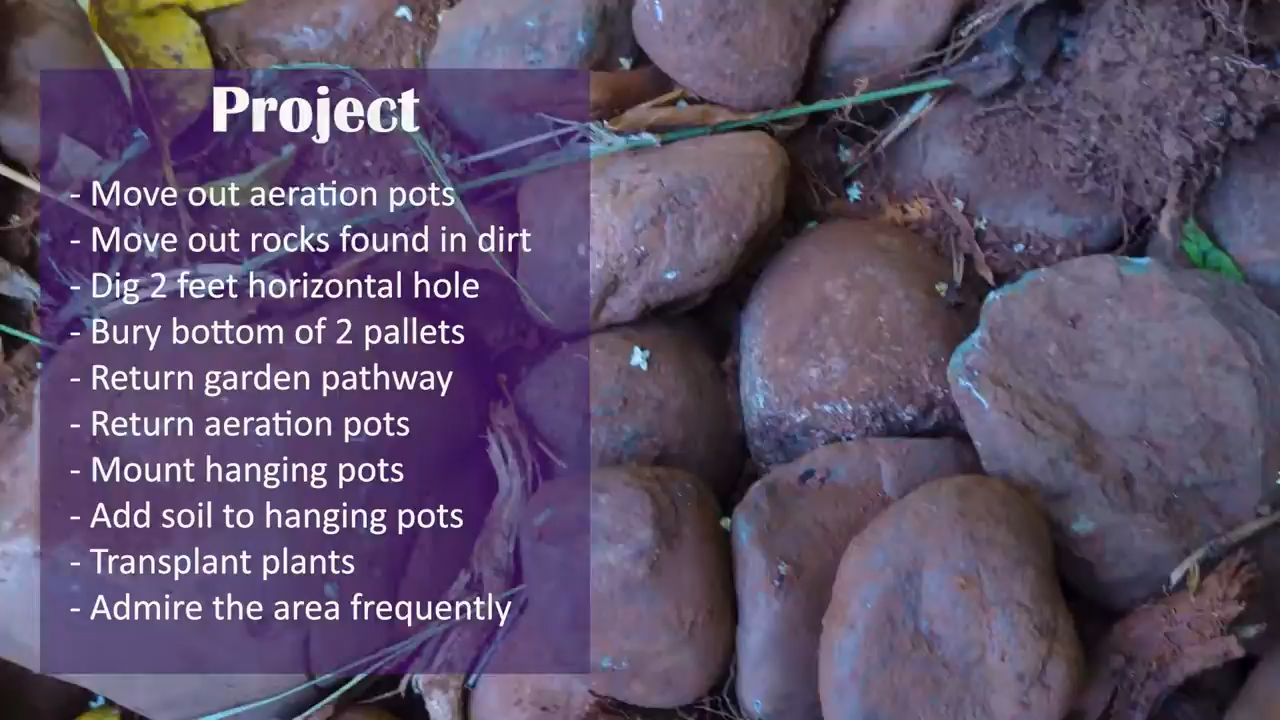 Project
- Move out aeration pots
- Move out rocks found in dirt
- Dig 2 feet horizontal hole
- Bury bottom of 2 pallets
- Return garden pathway
- Return aeration pots
- Mount hanging pots
- Add soil to hanging pots
- Transplant plants
- Admire the area frequently